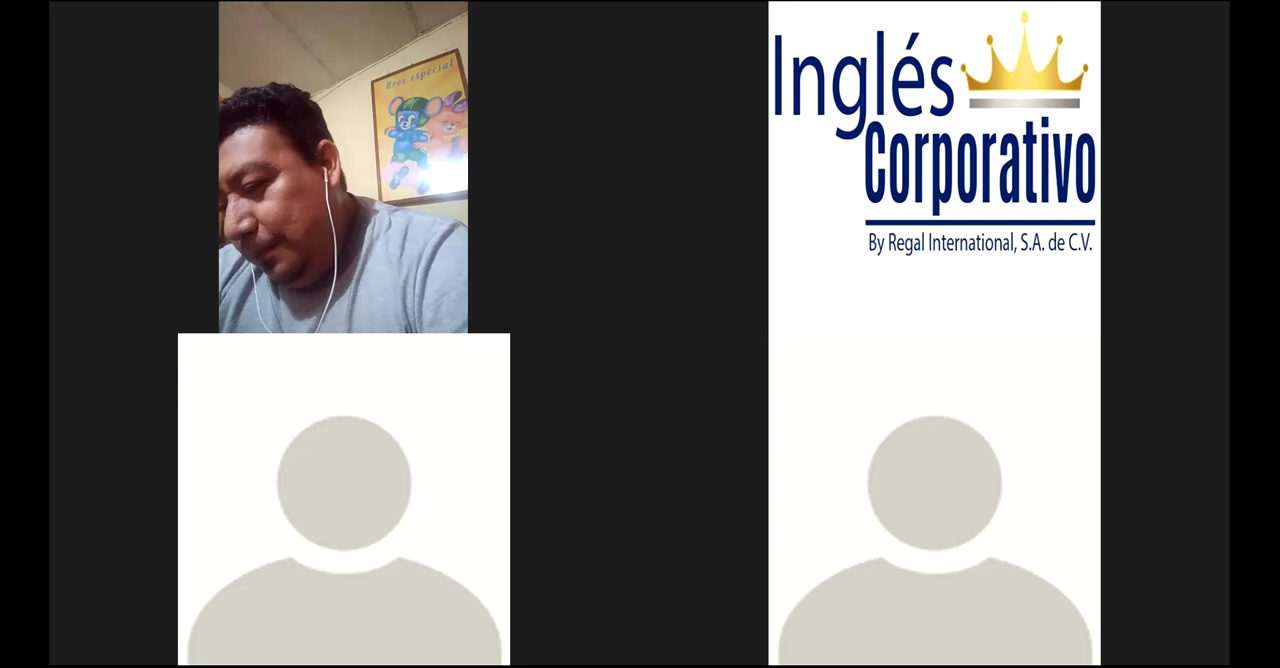 Eres especial
Inglés
Corporativo
By Regal International, S.A. de C.V.